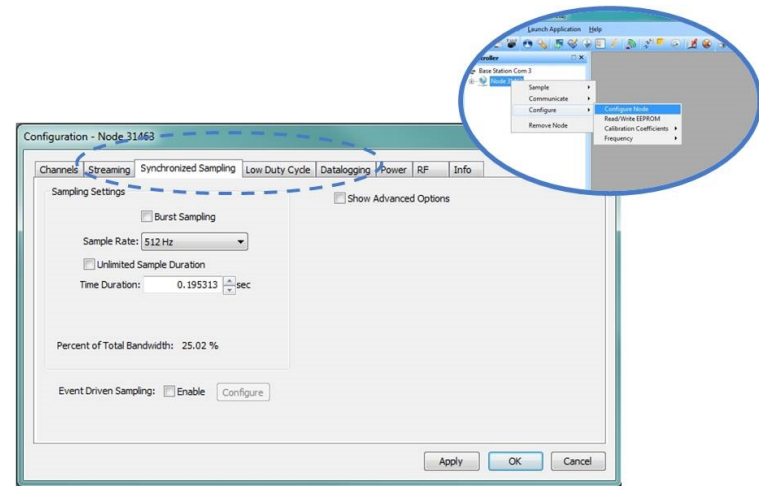 Launch Application Help
Base Station Com 3
Node
Sample
Communicate
Configure
Remove Node
Configure Node
Read/Write EEPROM
Calibration Coefficients
Frequency
Configuration - Node 31463
Channels Streaming Synchronized Sampling Low Duty Cycle Datalogging Power RF Info
Sampling Settings
Show Advanced Options
Burst Sampling
Sample Rate: 512 Hz
Unlimited Sample Duration
Time Duration: 0.195313 sec
Percent of Total Bandwidth: 25.02 %
Event Driven Sampling: Enable Configure
Apply OK Cancel